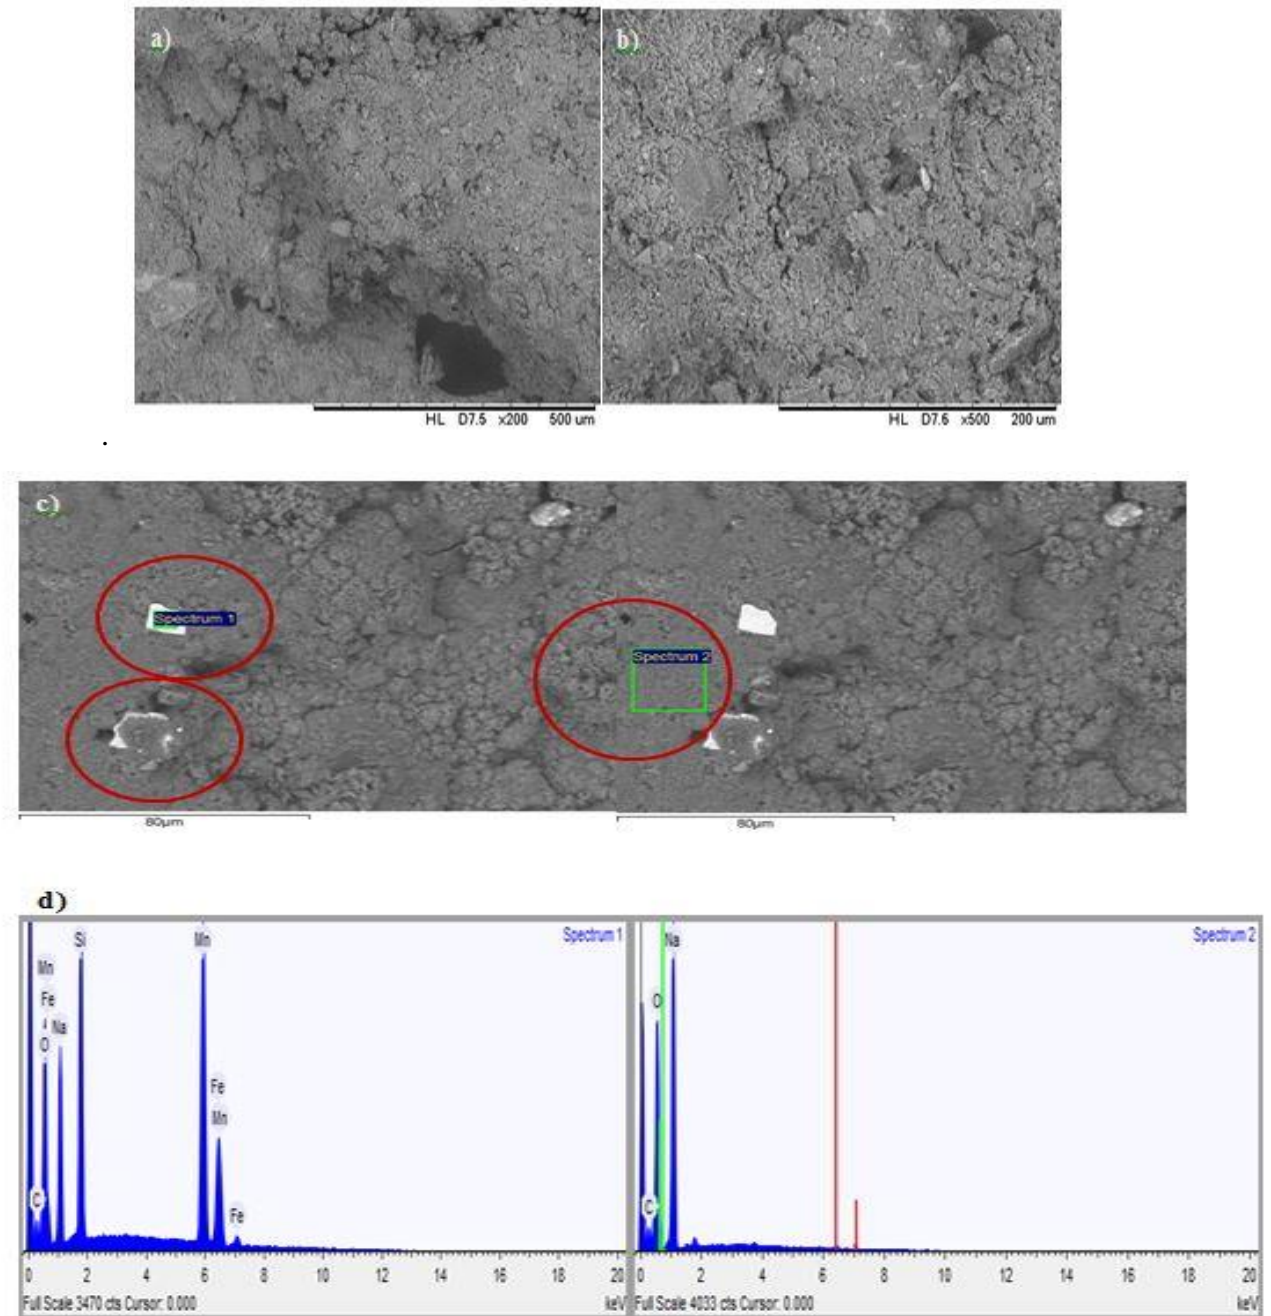 a)
b)
HL D7.5 x200 500 um
HL D7.6 x500 200 um
.
c)
Spectrum 1
Spectrum 2
80µm
80µm
d)
Spectrum 1
Si
Mn
Mn
Fe
Na
O
Fe
Mn
C
Fe
0 2 4 6 8 10 12 14 16 18 20
Full Scale 3470 cts Cursor: 0.000 keV
Spectrum 2
Na
O
C
0 2 4 6 8 10 12 14 16 18 20
Full Scale 4033 cts Cursor: 0.000 keV